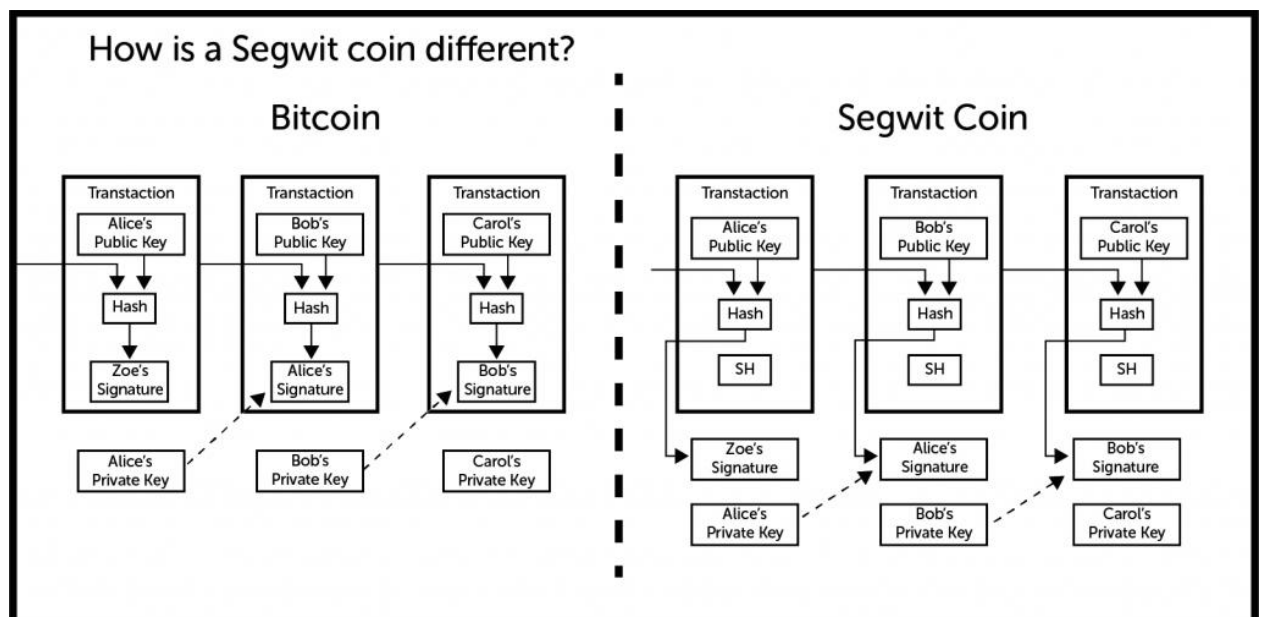 How is a Segwit coin different?
Bitcoin
Transtaction
Alice's
Public Key
Hash
Zoe's
Signature
Alice's
Private Key
Transtaction
Bob's
Public Key
Hash
Alice's
Signature
Bob's
Private Key
Transtaction
Carol's
Public Key
Hash
Bob's
Signature
Carol's
Private Key
Segwit Coin
Transtaction
Alice's
Public Key
Hash
SH
Zoe's
Signature
Alice's
Private Key
Transtaction
Bob's
Public Key
Hash
SH
Alice's
Signature
Bob's
Private Key
Transtaction
Carol's
Public Key
Hash
SH
Bob's
Signature
Carol's
Private Key